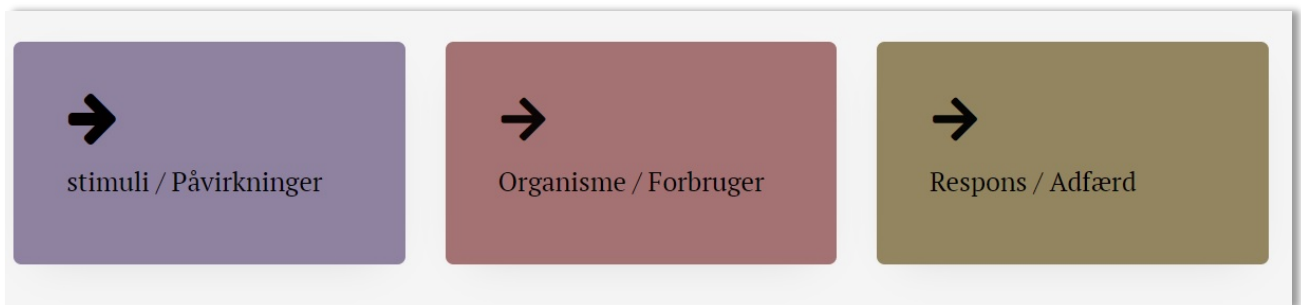 stimuli / Påvirkninger
Organisme / Forbruger
Respons / Adfærd